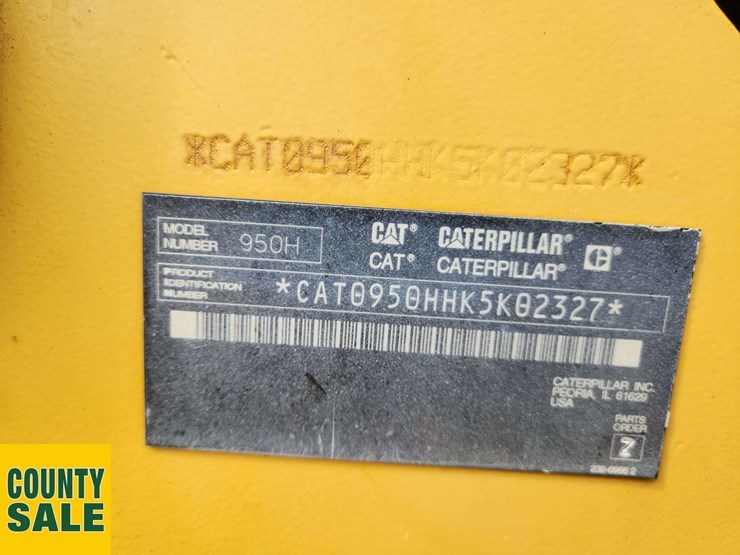 *CAT0950HHK5K02327*
MODEL NUMBER 950H
CAT® CATERPILLAR®
CAT® CATERPILLAR®
PRODUCT IDENTIFICATION NUMBER *CAT0950HHK5K02327*
CATERPILLAR INC.
PEORIA, IL 61629
USA
PARTS
ORDER
7
COUNTY
SALE